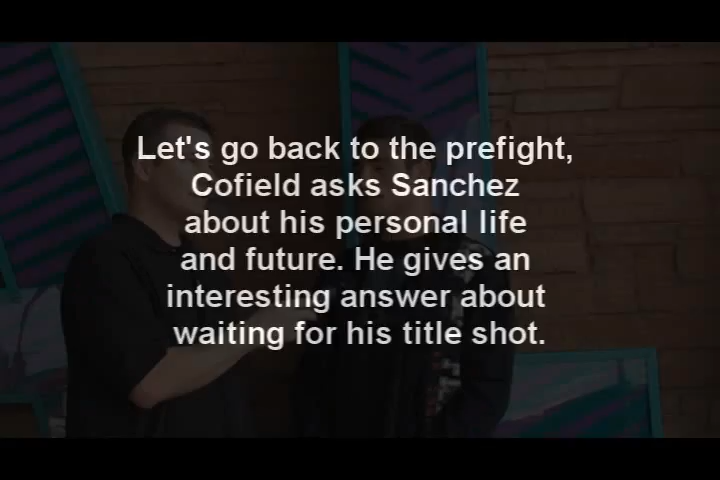 Let's go back to the prefight,
Cofield asks Sanchez
about his personal life
and future. He gives an
interesting answer about
waiting for his title shot.